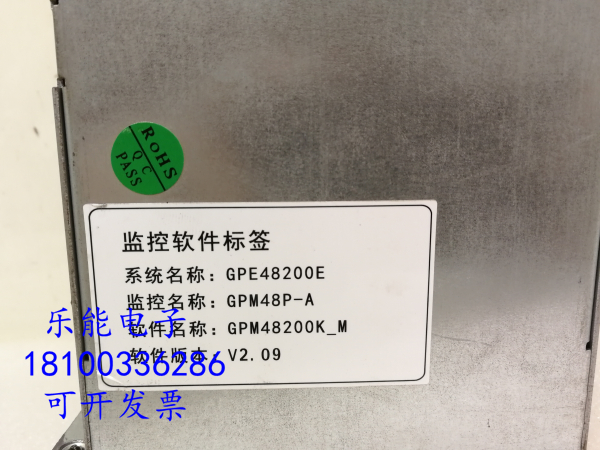 RoHS
QC
PASS
监控软件标签
系统名称：GPE48200E
监控名称：GPM48P-A
软件名称：GPM48200K_M
软件版本：V2.09
乐能电子
18100336286
可开发票